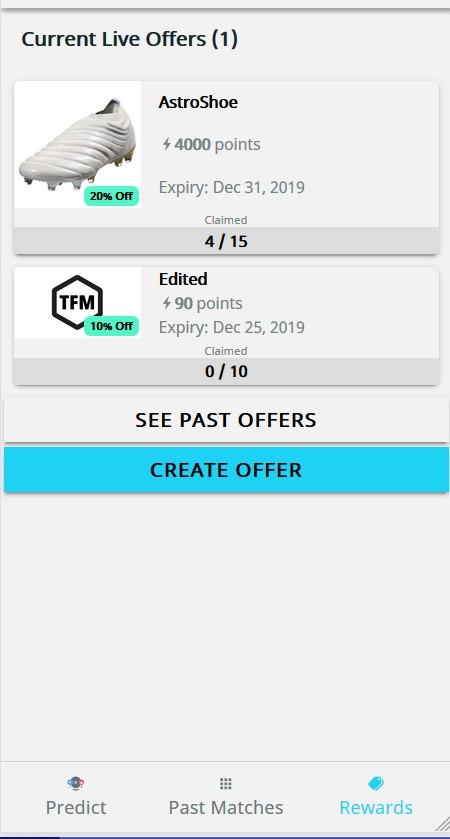 Current Live Offers (1)
AstroShoe
4000 points
20% Off
Expiry: Dec 31, 2019
Claimed
4 / 15
Edited
TFM
90 points
10% Off
Expiry: Dec 25, 2019
Claimed
0 / 10
SEE PAST OFFERS
CREATE OFFER
Predict
Past Matches
Rewards